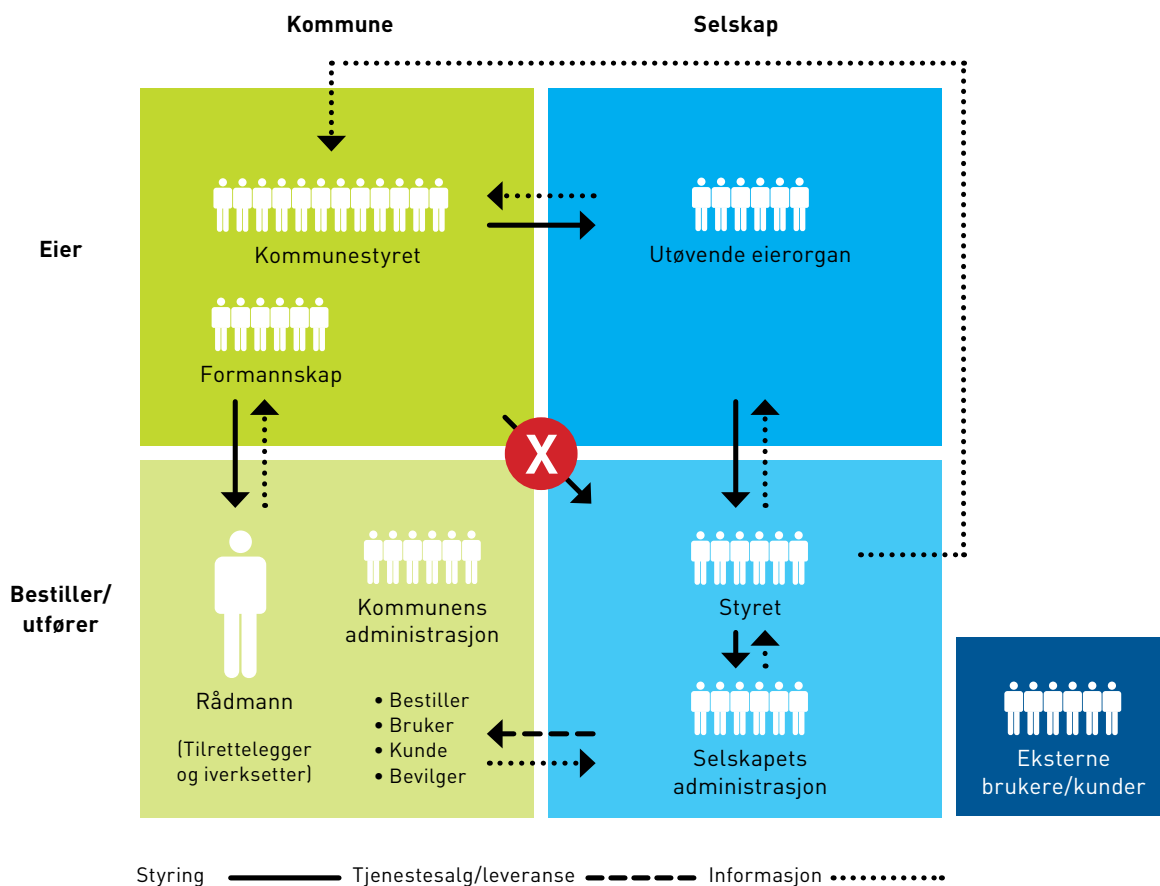 Kommune
Selskap
Eier
Kommunestyret
Utøvende eierorgan
Formannskap
X
Bestiller/
utfører
Rådmann
(Tilrettelegger
og iverksetter)
Kommunens
administrasjon
• Bestiller
• Bruker
• Kunde
• Bevilger
Styret
Selskapets
administrasjon
Eksterne
brukere/kunder
Styring
Tjenestesalg/leveranse
Informasjon